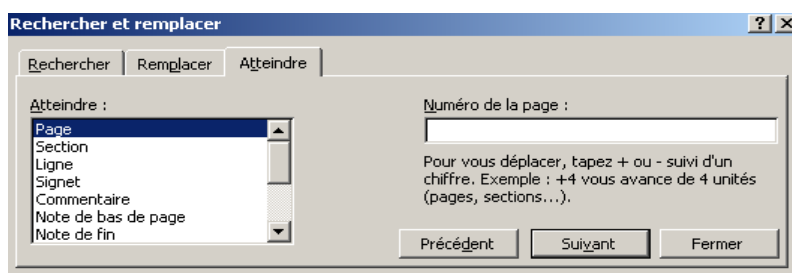 Rechercher et remplacer
Rechercher Remplacer Atteindre
Atteindre :
Page
Section
Ligne
Signet
Commentaire
Note de bas de page
Note de fin
Numéro de la page :
Pour vous déplacer, tapez + ou - suivi d'un
chiffre. Exemple : +4 vous avance de 4 unités
(pages, sections...).
Précédent Suivant Fermer